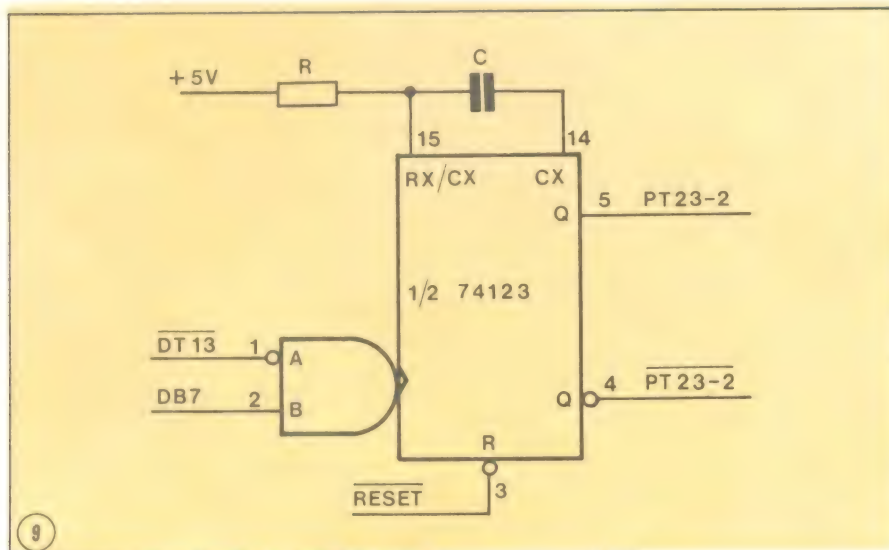 +5V
R
C
15
14
RX/CX
CX
Q
5
PT23-2
1/2 74123
DT13
1
A
DB7
2
B
Q
4
PT23-2
R
3
RESET
9